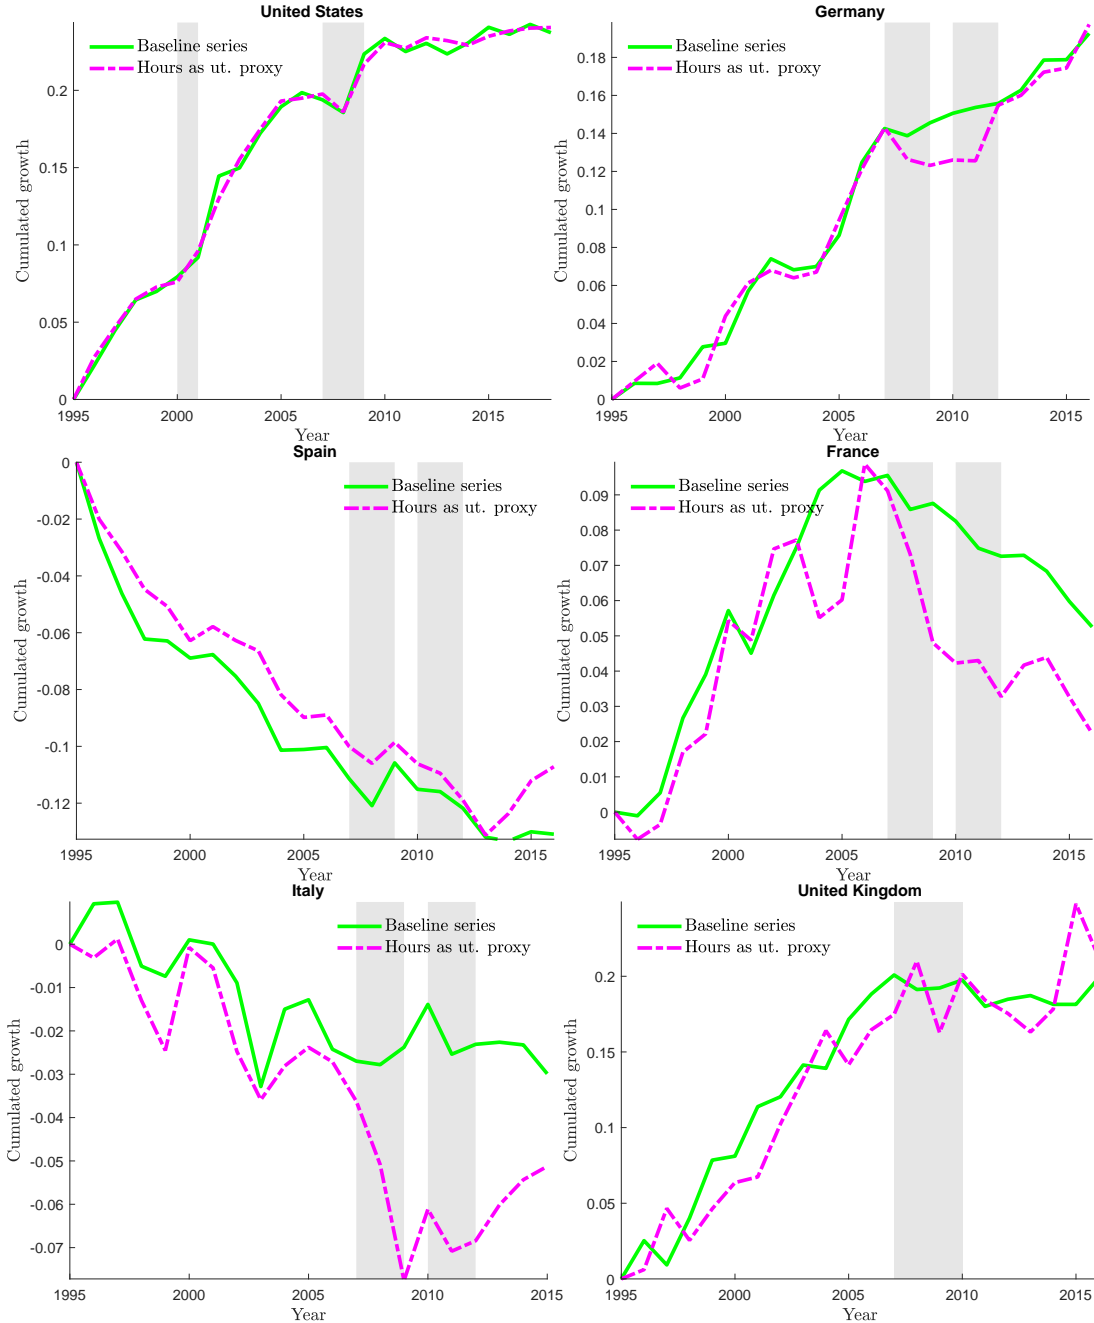 United States
Baseline series
Hours as ut. proxy
Cumulated growth
0.2
0.15
0.1
0.05
0
1995 2000 2005 2010 2015
Year
Germany
Baseline series
Hours as ut. proxy
Cumulated growth
0.18
0.16
0.14
0.12
0.1
0.08
0.06
0.04
0.02
0
1995 2000 2005 2010 2015
Year
Spain
Baseline series
Hours as ut. proxy
Cumulated growth
0
-0.02
-0.04
-0.06
-0.08
-0.1
-0.12
1995 2000 2005 2010 2015
Year
France
Baseline series
Hours as ut. proxy
Cumulated growth
0.09
0.08
0.07
0.06
0.05
0.04
0.03
0.02
0.01
0
1995 2000 2005 2010 2015
Year
Italy
Baseline series
Hours as ut. proxy
Cumulated growth
0
-0.01
-0.02
-0.03
-0.04
-0.05
-0.06
-0.07
1995 2000 2005 2010 2015
Year
United Kingdom
Baseline series
Hours as ut. proxy
Cumulated growth
0.2
0.15
0.1
0.05
0
1995 2000 2005 2010 2015
Year